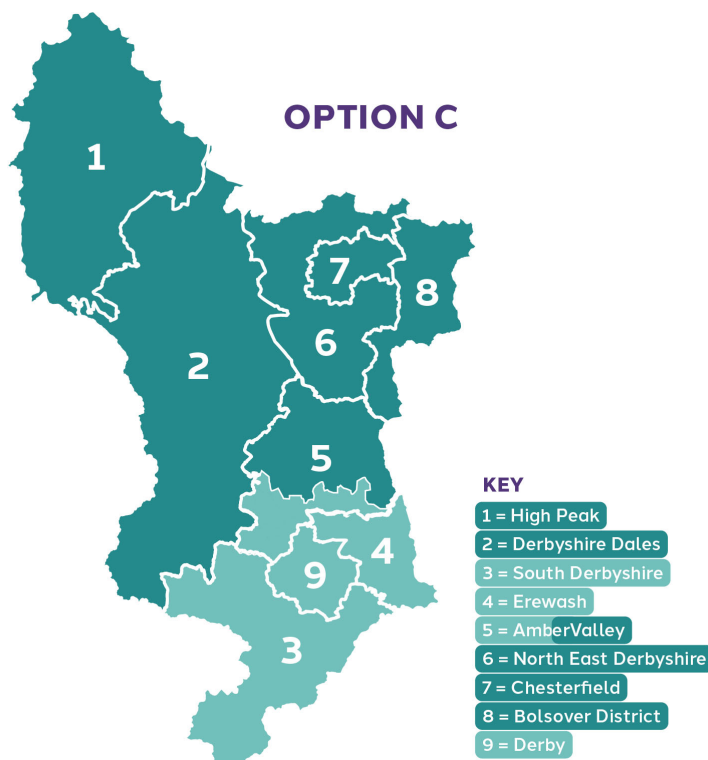 OPTION C
1
7
8
6
2
5
4
9
3
KEY
1 = High Peak
2 = Derbyshire Dales
3 = South Derbyshire
4 = Erewash
5 = AmberValley
6 = North East Derbyshire
7 = Chesterfield
8 = Bolsover District
9 = Derby